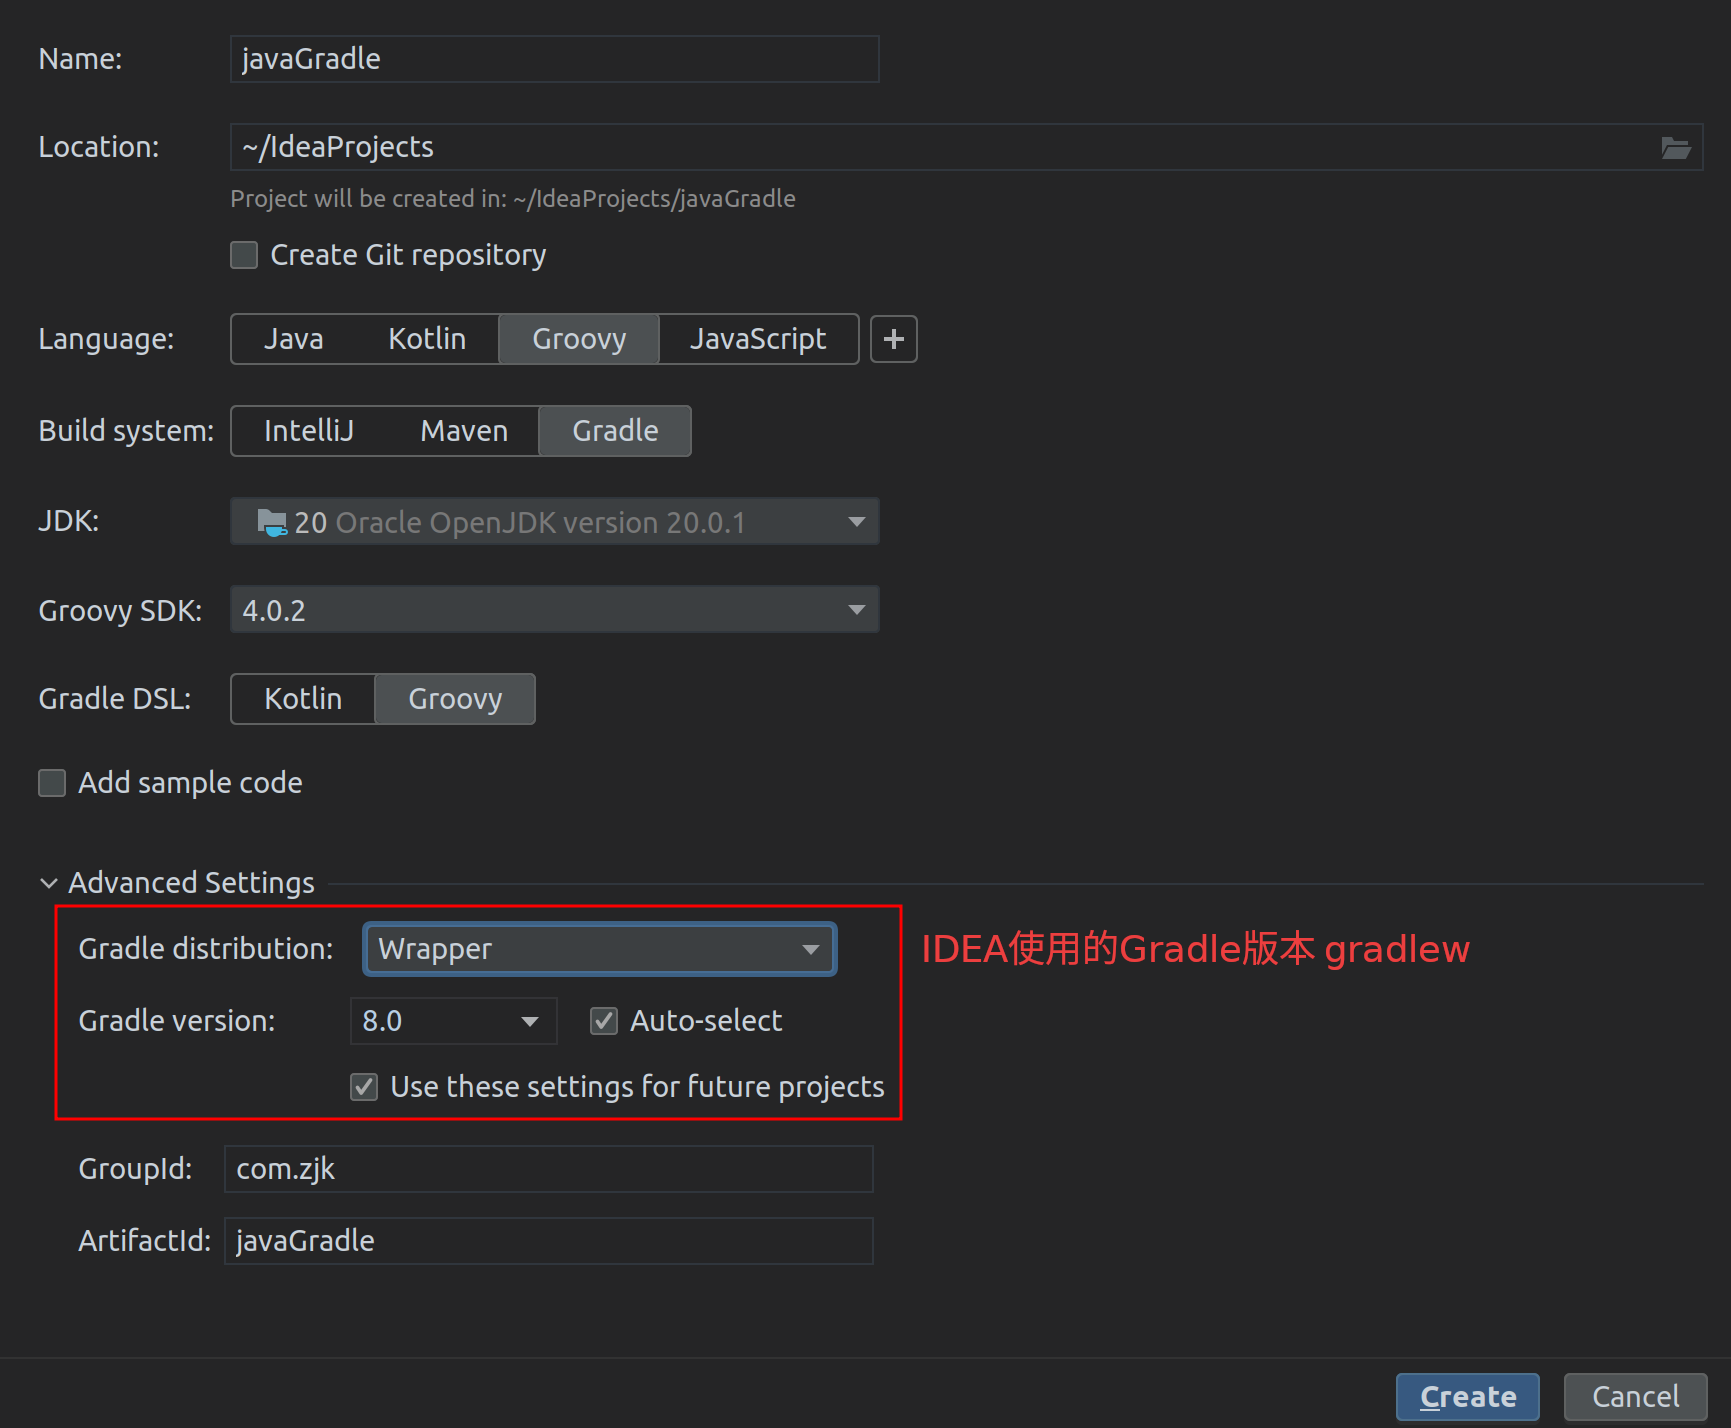 Name: javaGradle
Location: ~/IdeaProjects
Project will be created in: ~/IdeaProjects/javaGradle
Create Git repository
Language: Java Kotlin Groovy JavaScript +
Build system: IntelliJ Maven Gradle
JDK: 20 Oracle OpenJDK version 20.0.1
Groovy SDK: 4.0.2
Gradle DSL: Kotlin Groovy
Add sample code
Advanced Settings
Gradle distribution: Wrapper IDEA使用的Gradle版本 gradlew
Gradle version: 8.0 Auto-select
Use these settings for future projects
GroupId: com.zjk
ArtifactId: javaGradle
Create Cancel